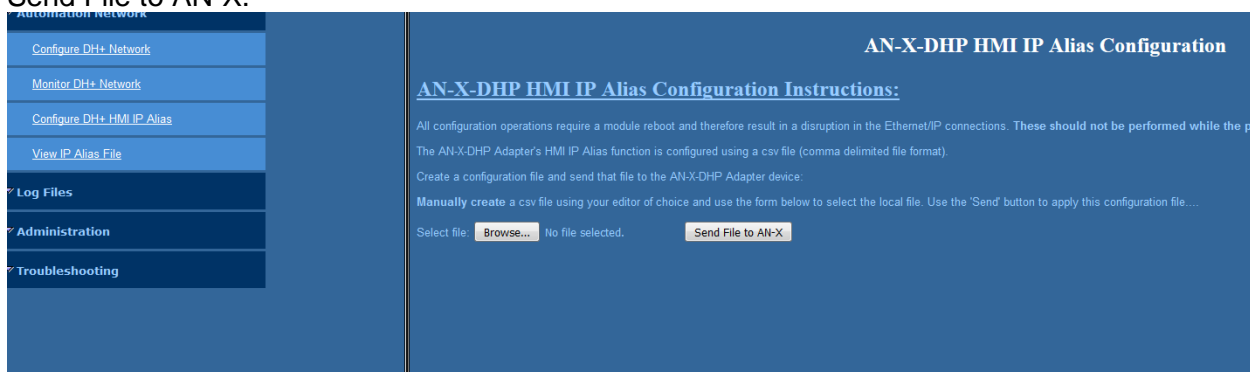 Send File to AN-X.
Automation Network
Configure DH+ Network
Monitor DH+ Network
Configure DH+ HMI IP Alias
View IP Alias File
Log Files
Administration
Troubleshooting
AN-X-DHP HMI IP Alias Configuration
AN-X-DHP HMI IP Alias Configuration Instructions:
All configuration operations require a module reboot and therefore result in a disruption in the Ethernet/IP connections. These should not be performed while the p
The AN-X-DHP Adapter's HMI IP Alias function is configured using a csv file (comma delimited file format).
Create a configuration file and send that file to the AN-X-DHP Adapter device:
Manually create a csv file using your editor of choice and use the form below to select the local file. Use the 'Send' button to apply this configuration file....
Select file: Browse... No file selected. Send File to AN-X